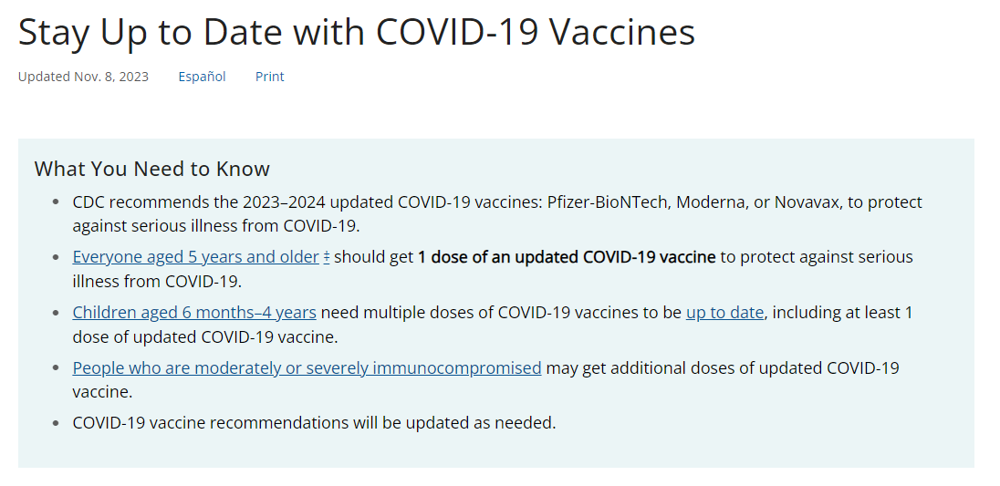 Stay Up to Date with COVID-19 Vaccines
Updated Nov. 8, 2023 Español Print
What You Need to Know
• CDC recommends the 2023–2024 updated COVID-19 vaccines: Pfizer-BioNTech, Moderna, or Novavax, to protect
against serious illness from COVID-19.
• Everyone aged 5 years and older ‡ should get 1 dose of an updated COVID-19 vaccine to protect against serious
illness from COVID-19.
• Children aged 6 months–4 years need multiple doses of COVID-19 vaccines to be up to date, including at least 1
dose of updated COVID-19 vaccine.
• People who are moderately or severely immunocompromised may get additional doses of updated COVID-19
vaccine.
• COVID-19 vaccine recommendations will be updated as needed.